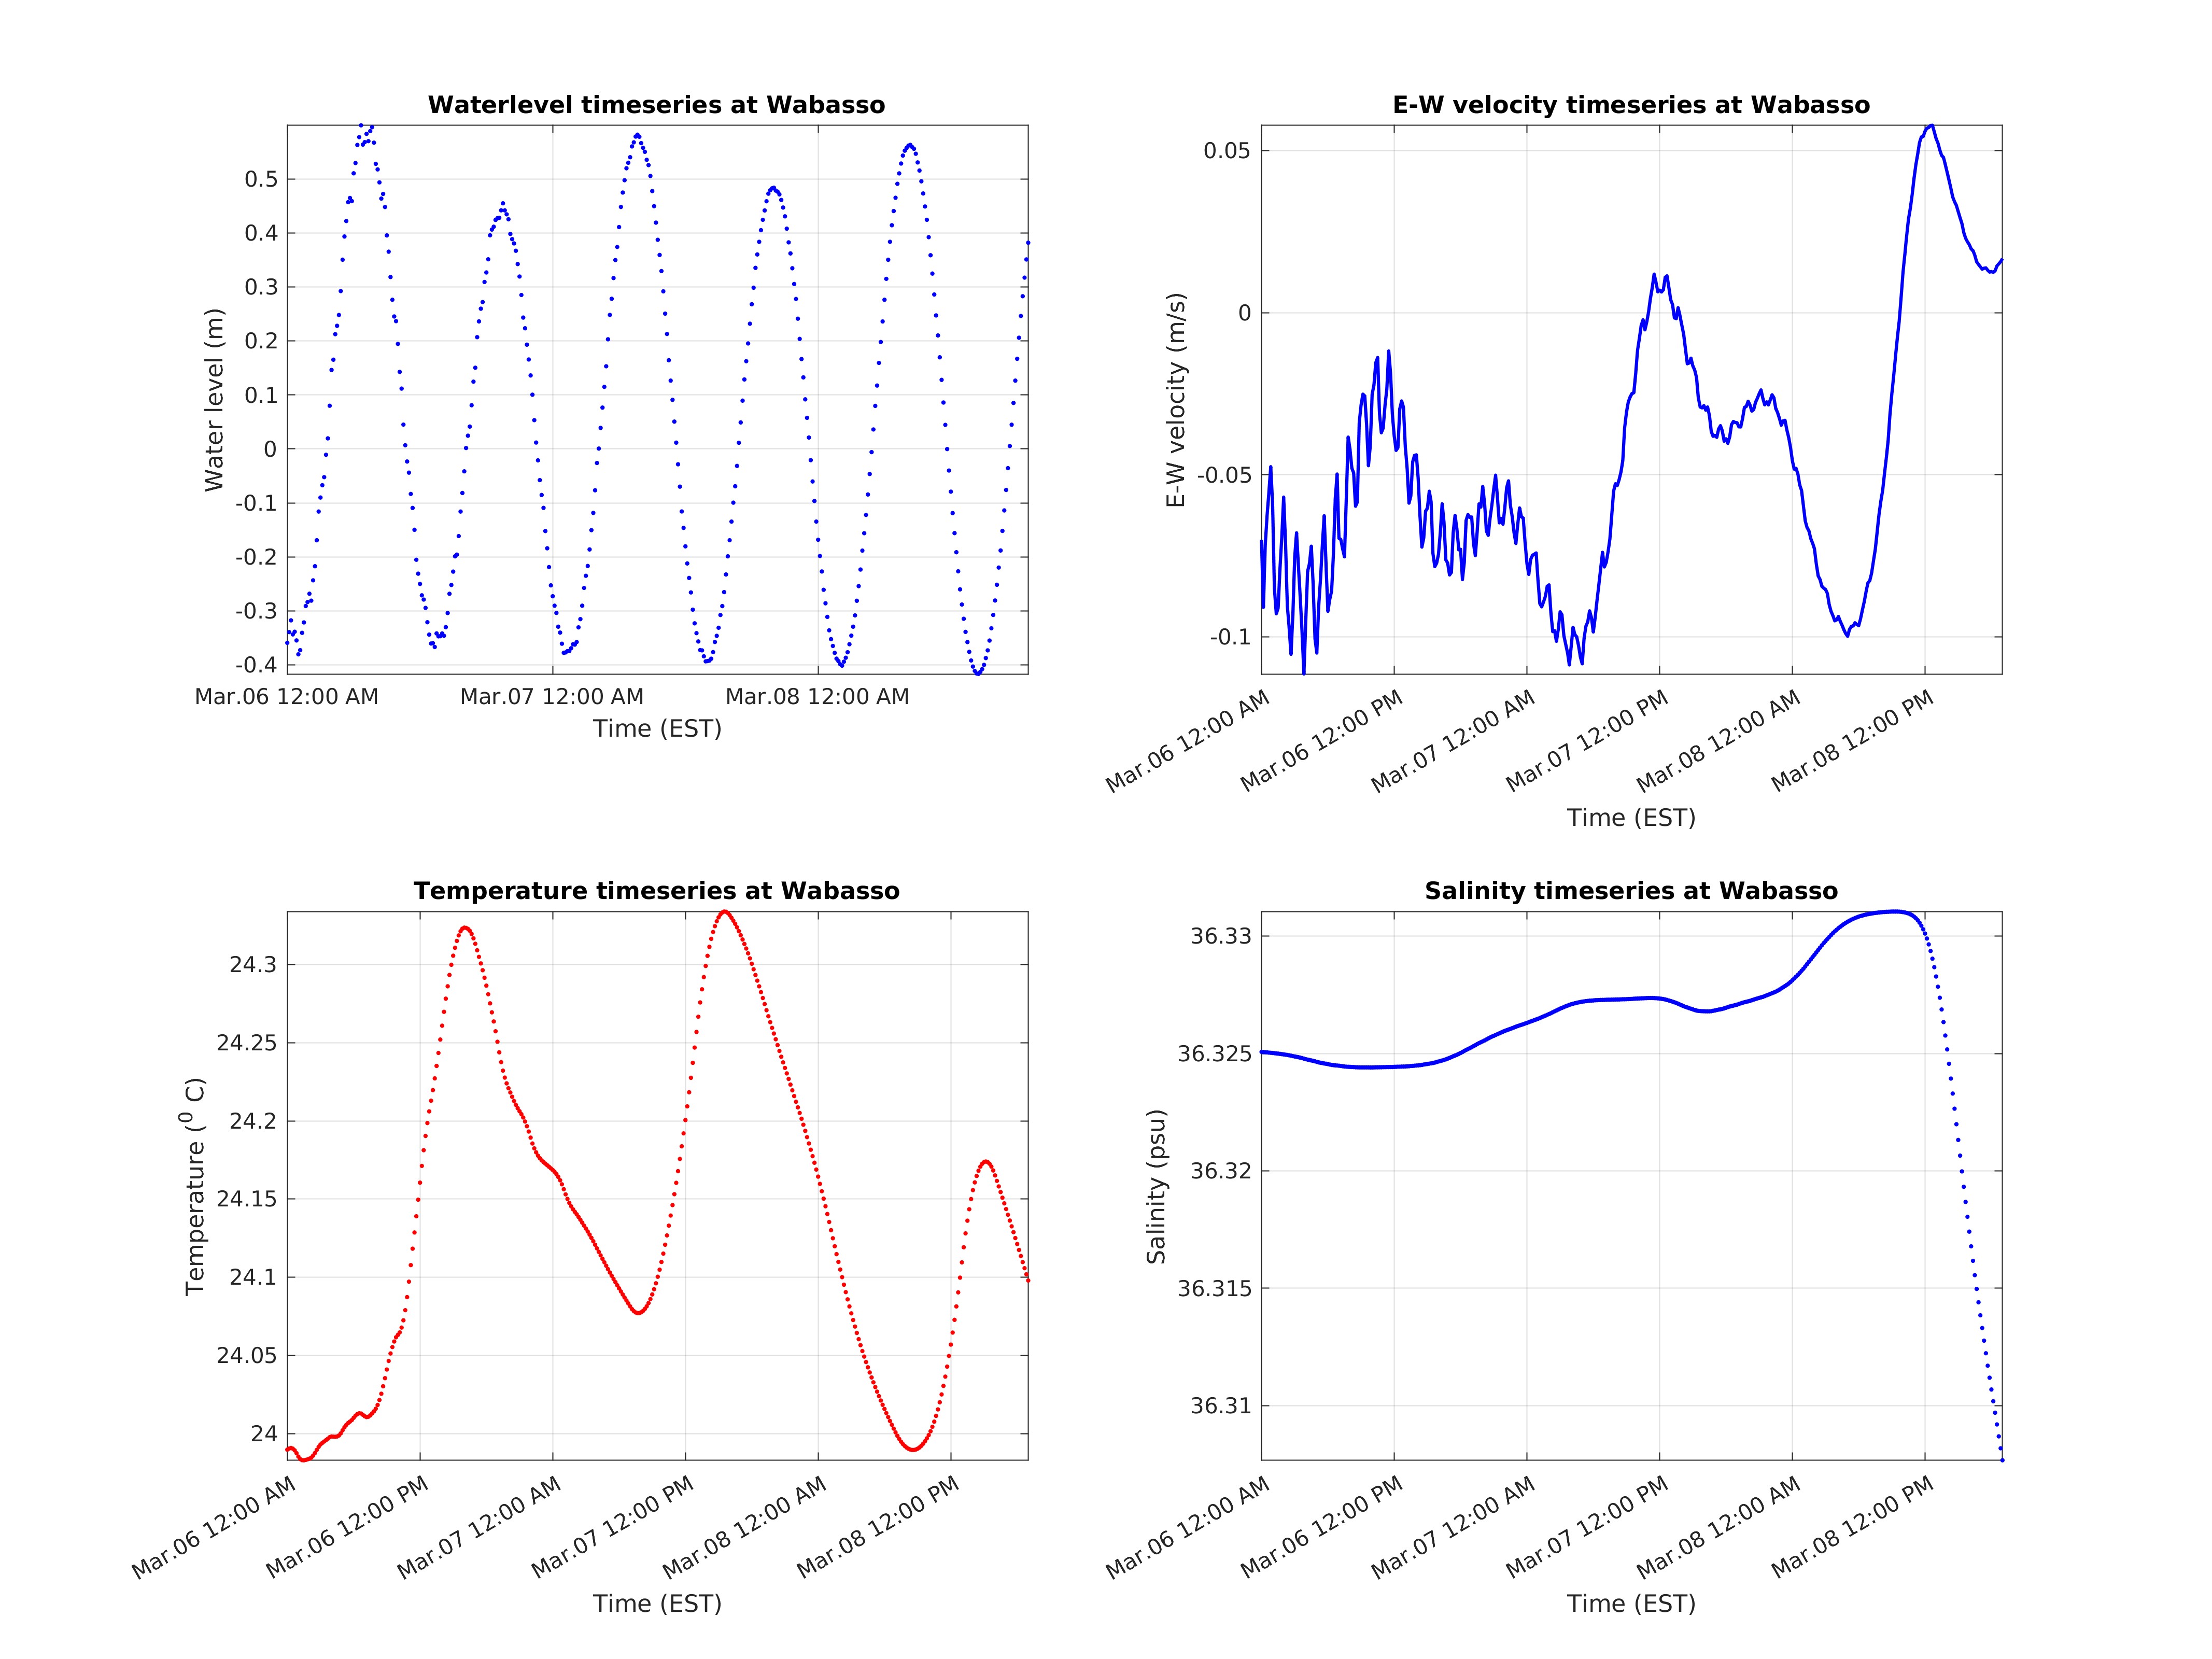 Waterlevel timeseries at Wabasso
0.5
0.4
0.3
0.2
0.1
0
-0.1
-0.2
-0.3
-0.4
Water level (m)
Mar.06 12:00 AM
Mar.07 12:00 AM
Mar.08 12:00 AM
Time (EST)
E-W velocity timeseries at Wabasso
0.05
0
-0.05
-0.1
E-W velocity (m/s)
Mar.06 12:00 AM
Mar.06 12:00 PM
Mar.07 12:00 AM
Mar.07 12:00 PM
Mar.08 12:00 AM
Mar.08 12:00 PM
Time (EST)
Temperature timeseries at Wabasso
24.3
24.25
24.2
24.15
24.1
24.05
24
Temperature (⁰ C)
Mar.06 12:00 AM
Mar.06 12:00 PM
Mar.07 12:00 AM
Mar.07 12:00 PM
Mar.08 12:00 AM
Mar.08 12:00 PM
Time (EST)
Salinity timeseries at Wabasso
36.33
36.325
36.32
36.315
36.31
Salinity (psu)
Mar.06 12:00 AM
Mar.06 12:00 PM
Mar.07 12:00 AM
Mar.07 12:00 PM
Mar.08 12:00 AM
Mar.08 12:00 PM
Time (EST)